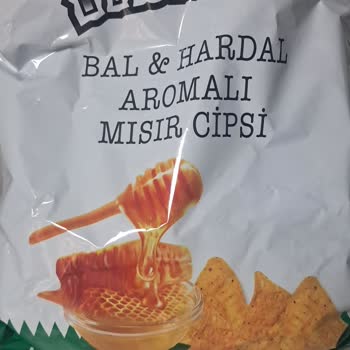 BAL & HARDAL
AROMALI
MISIR CİPSİ